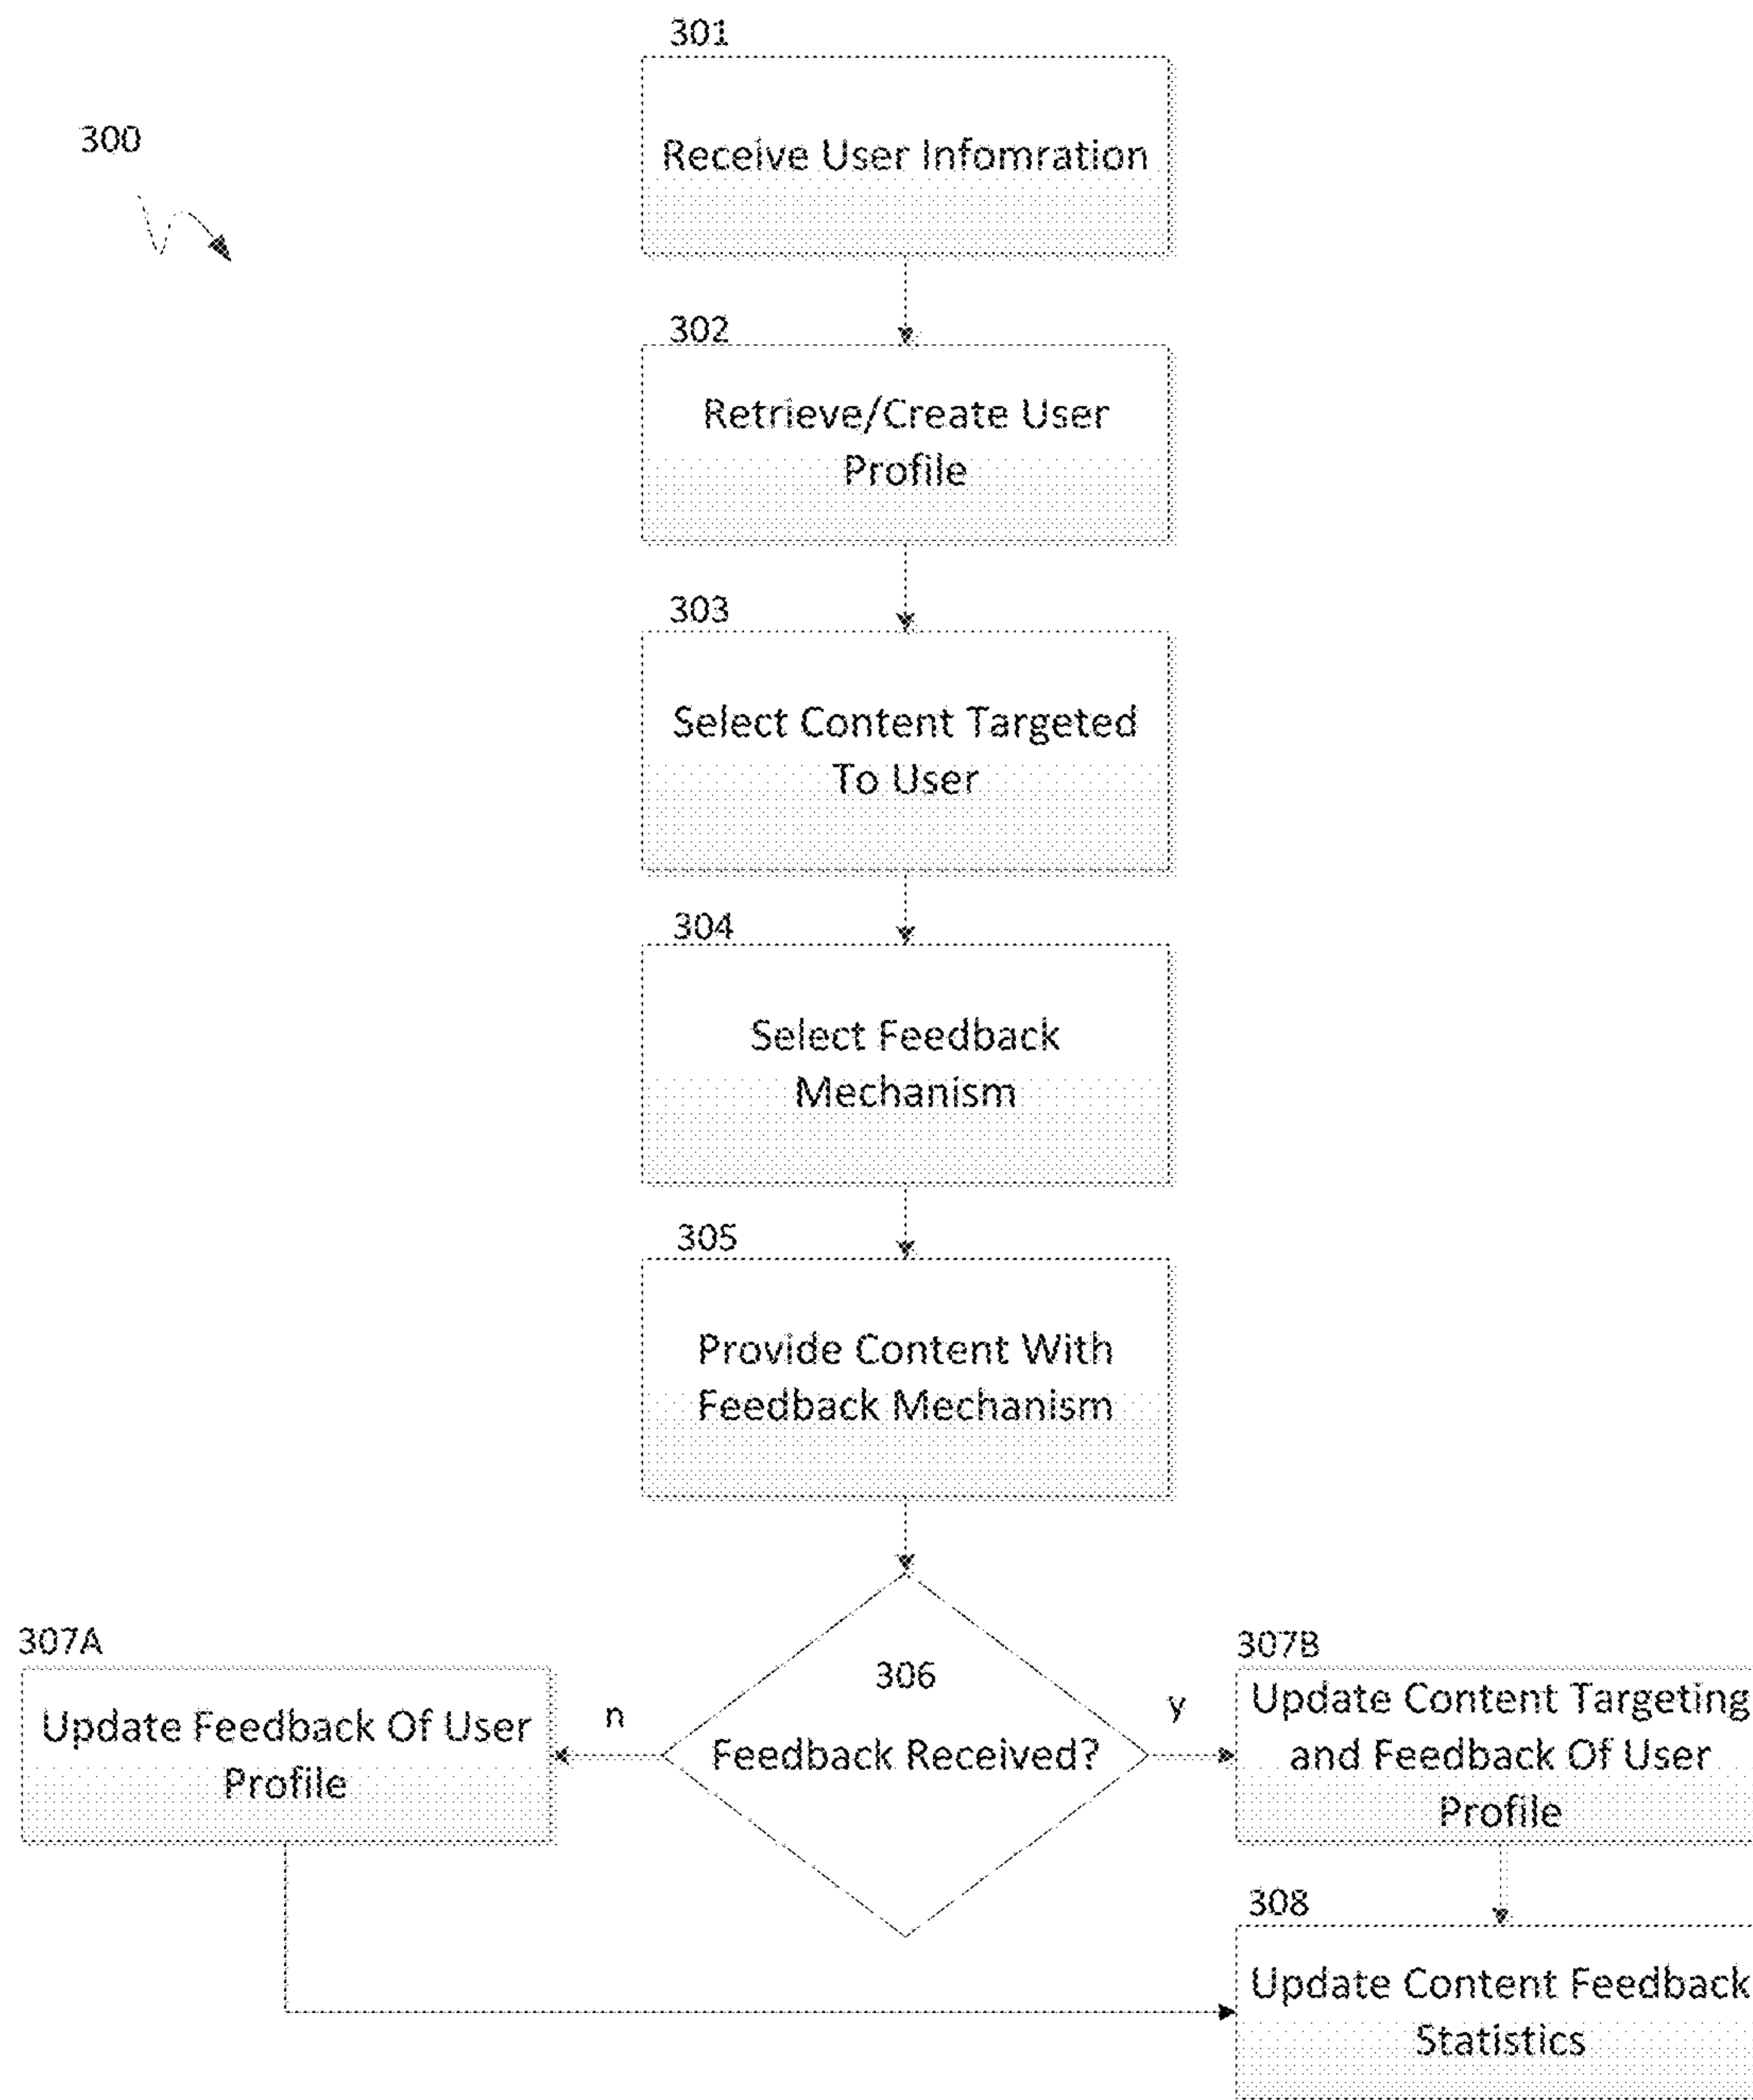 301
300
Receive User Infomration
302
Retrieve/Create User
Profile
303
Select Content Targeted
To User
304
Select Feedback
Mechanism
305
Provide Content With
Feedback Mechanism
306
Feedback Received?
n
y
307A
Update Feedback Of User
Profile
307B
Update Content Targeting
and Feedback Of User
Profile
308
Update Content Feedback
Statistics